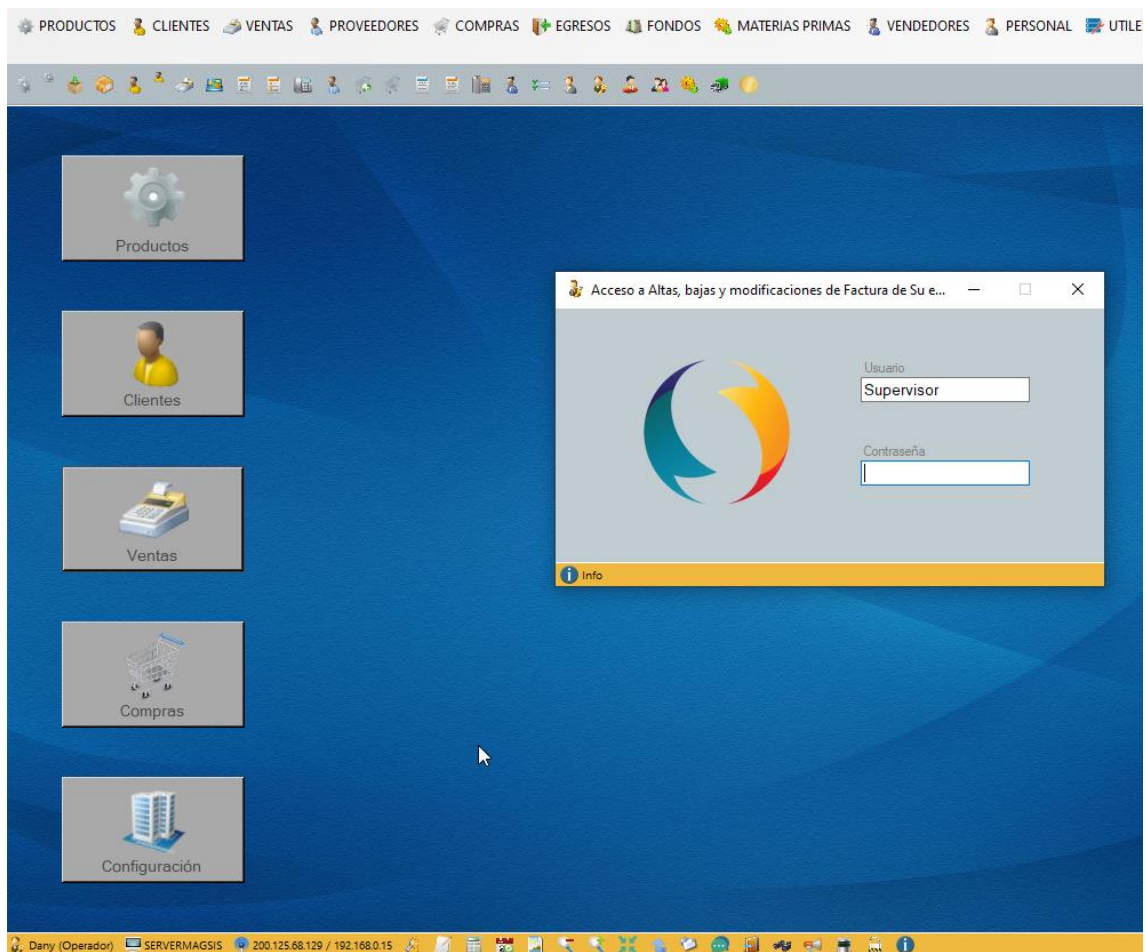 PRODUCTOS CLIENTES VENTAS PROVEEDORES COMPRAS EGRESOS FONDOS MATERIAS PRIMAS VENDEDORES PERSONAL UTILE
Productos
Clientes
Ventas
Compras
Configuración
Acceso a Altas, bajas y modificaciones de Factura de Su e...
Usuario
Supervisor
Contraseña
Info
Dany (Operador) SERVERMAGSIS 200.125.68.129 / 192.168.0.15